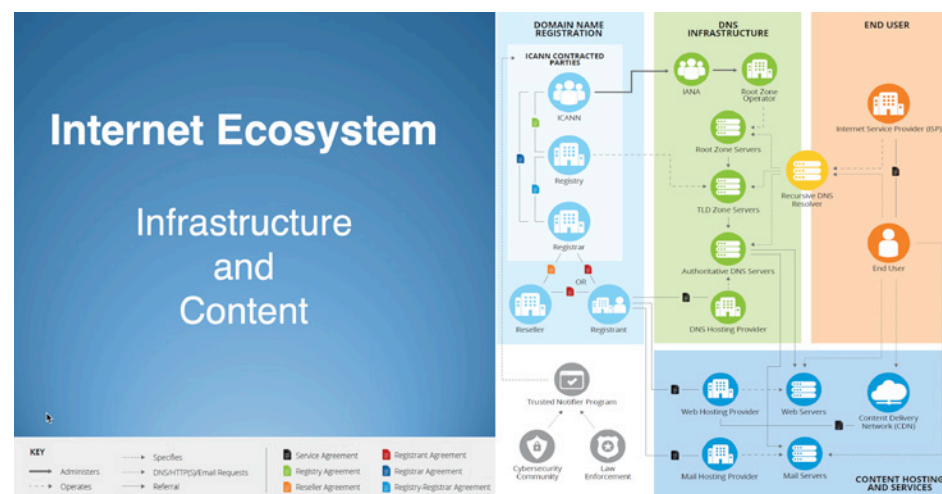 Internet Ecosystem
Infrastructure
and
Content
KEY
Administers
Operates
Specifies
DNS/HTTP(S)/Email Requests
Referral
Service Agreement
Registry Agreement
Reseller Agreement
Registrant Agreement
Registrar Agreement
Registry-Registrar Agreement
DOMAIN NAME
REGISTRATION
ICANN CONTRACTED
PARTIES
ICANN
Registry
Registrar
OR
Reseller
Registrant
Trusted Notifier Program
Cybersecurity
Community
Law
Enforcement
DNS
INFRASTRUCTURE
IANA
Root Zone
Operator
Root Zone Servers
TLD Zone Servers
Authoritative DNS Servers
DNS Hosting Provider
Recursive DNS
Resolver
END USER
Internet Service Provider (ISP)
End User
Web Hosting Provider
Web Servers
Content Delivery
Network (CDN)
Mail Hosting Provider
Mail Servers
CONTENT HOSTING
AND SERVICES